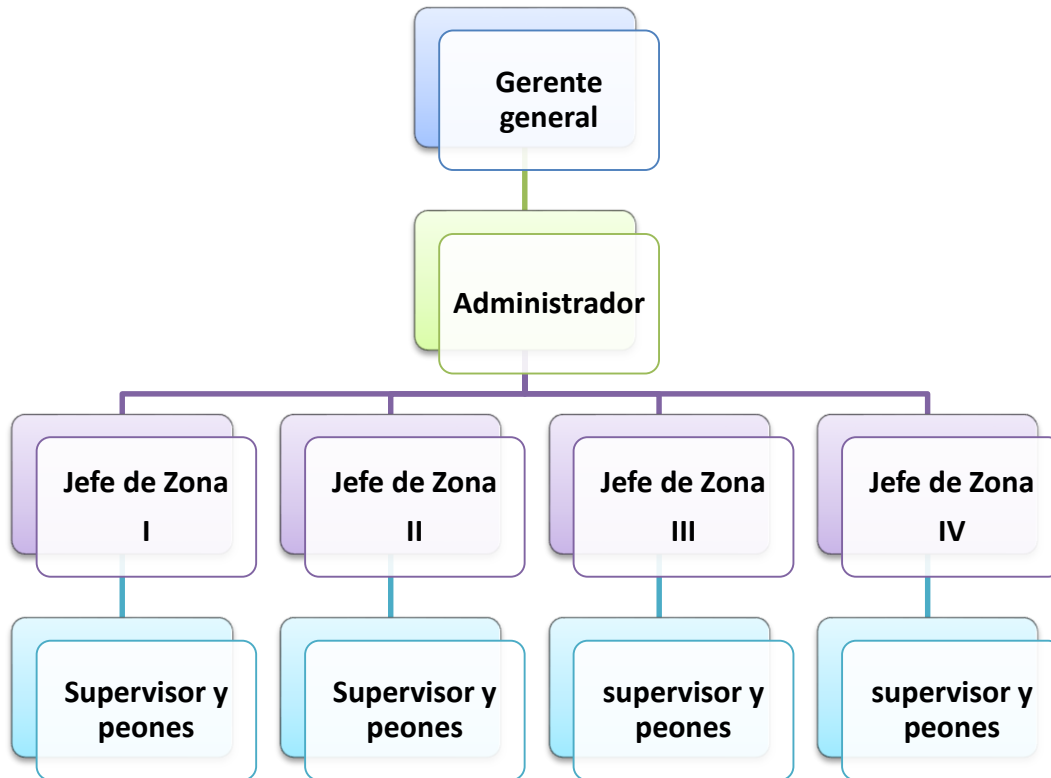 Gerente
general
Administrador
Jefe de Zona
I
Jefe de Zona
II
Jefe de Zona
III
Jefe de Zona
IV
Supervisor y
peones
Supervisor y
peones
supervisor y
peones
supervisor y
peones